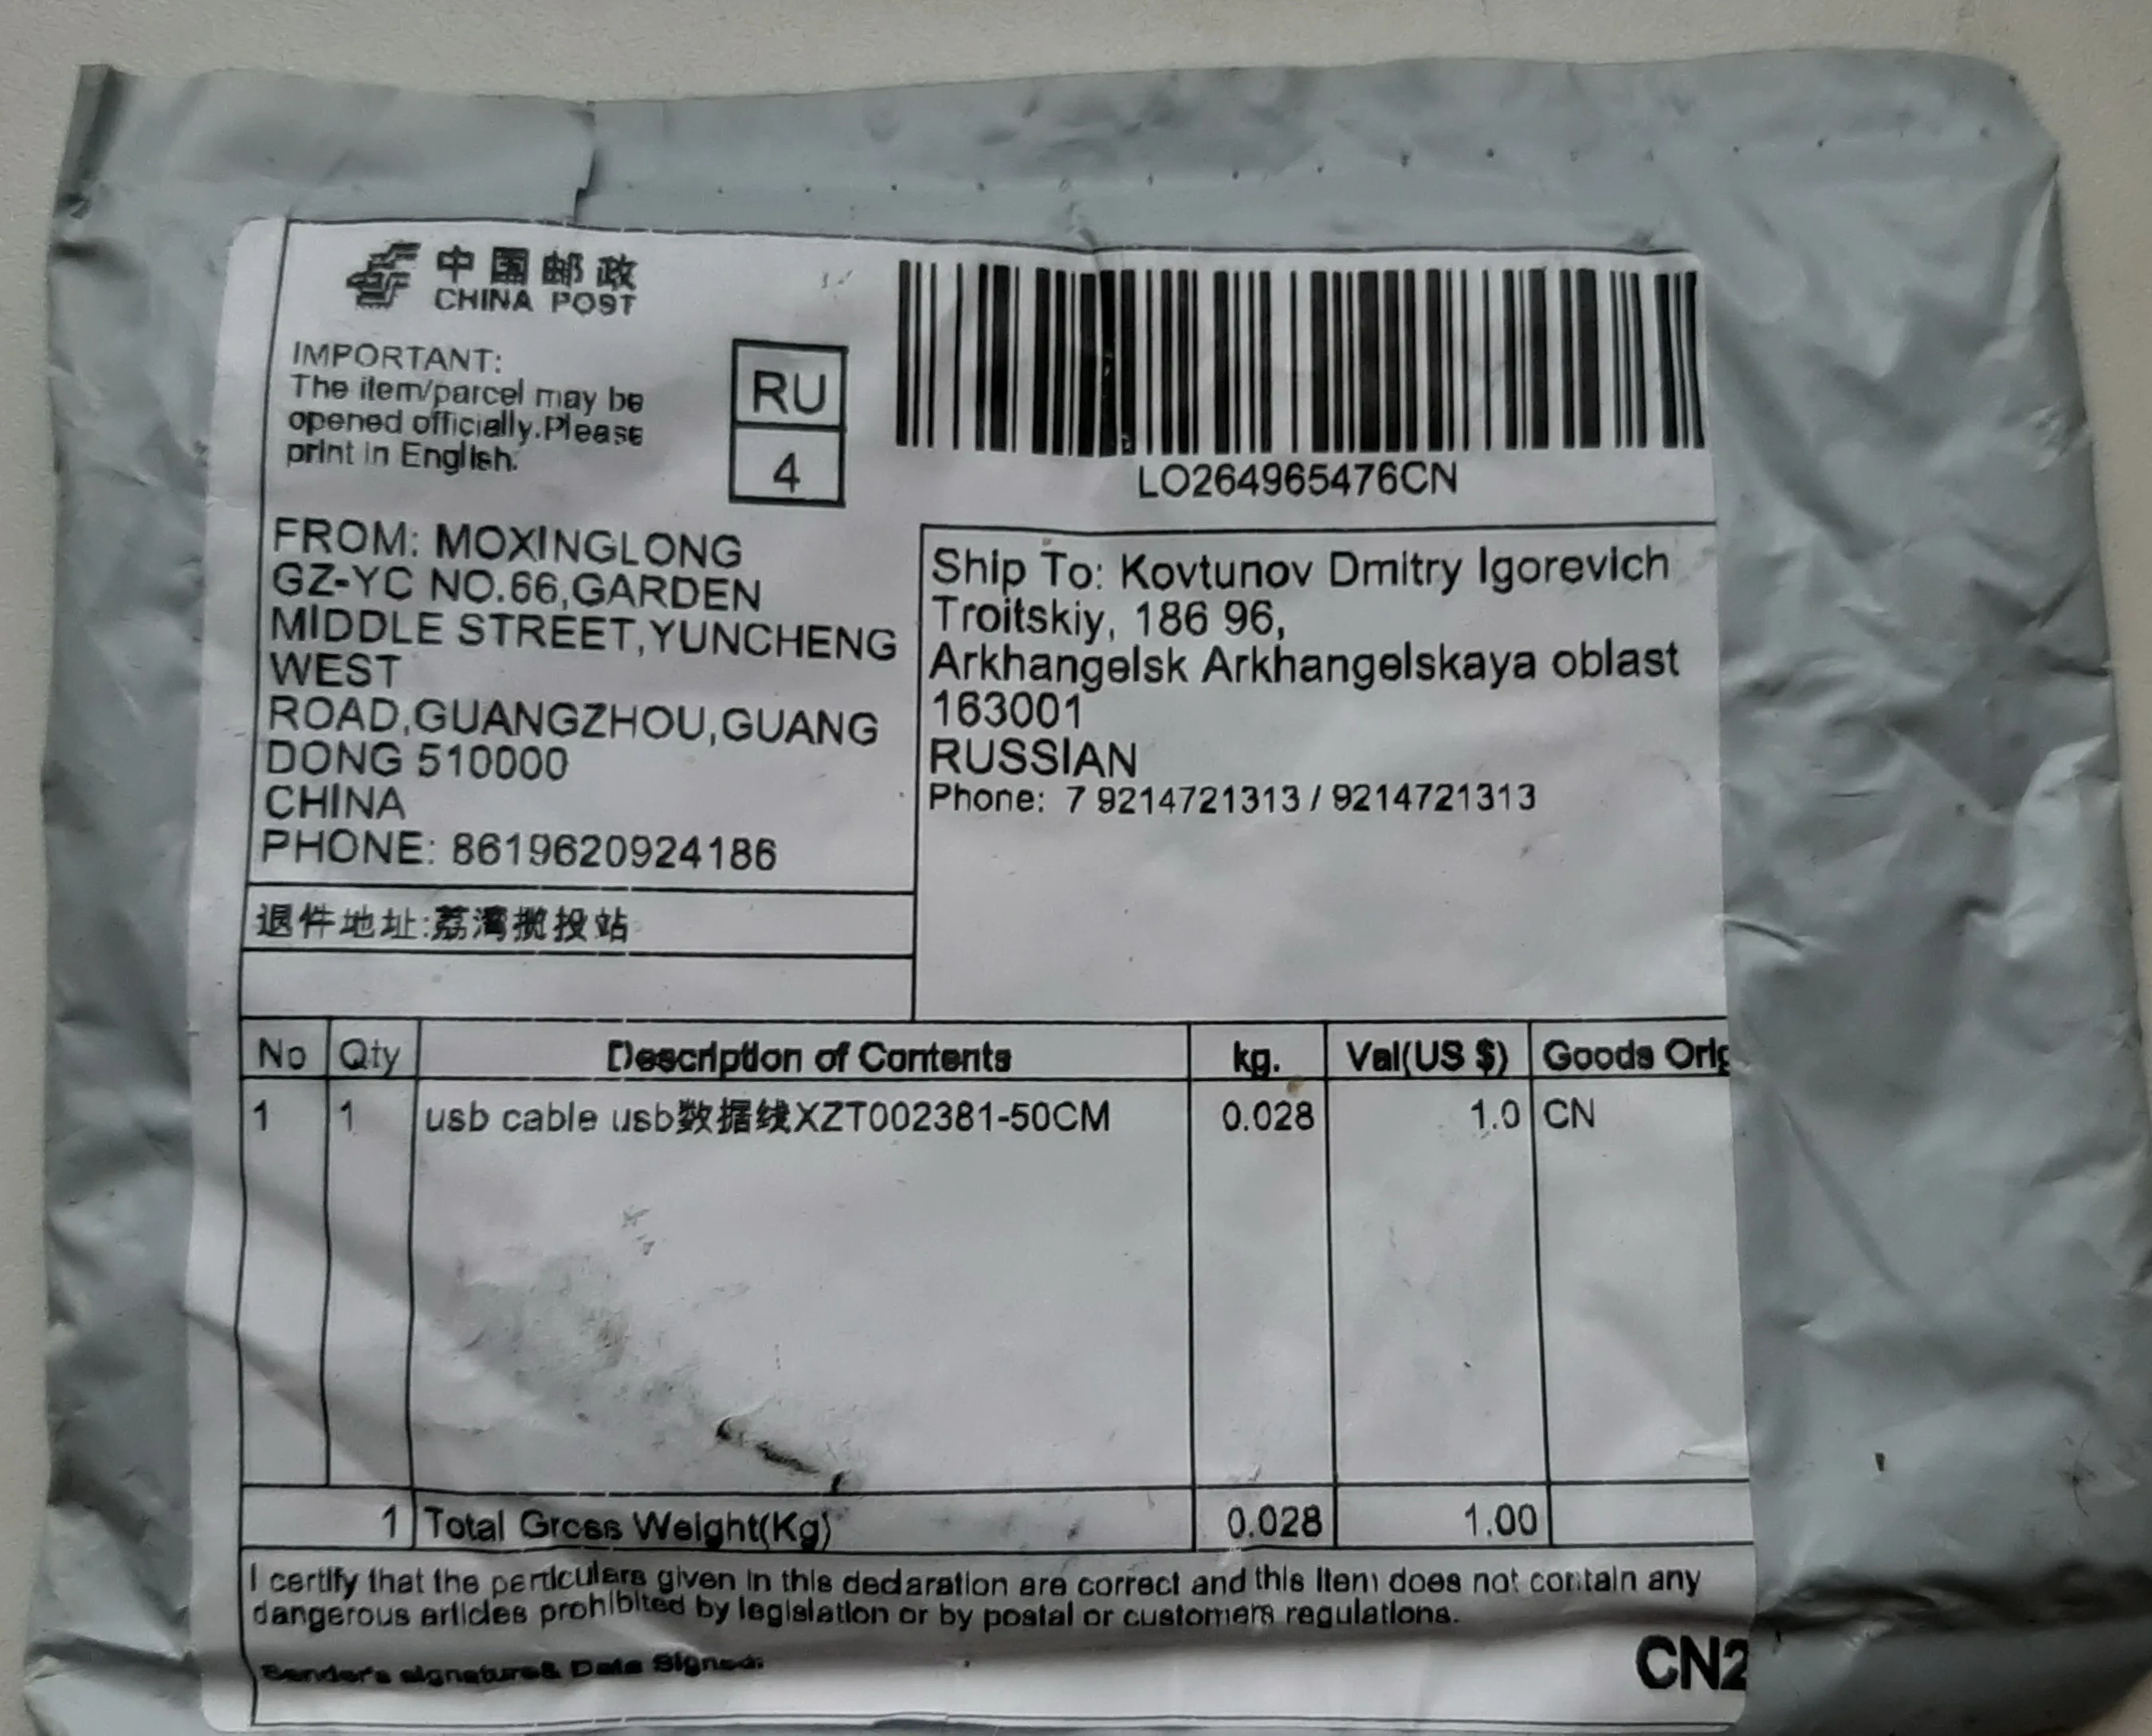 中国邮政
CHINA POST
IMPORTANT:
The item/parcel may be
opened officially.Please
print in English.
RU
4
LO264965476CN
FROM: MOXINGLONG
GZ-YC NO.66,GARDEN
MIDDLE STREET,YUNCHENG
WEST
ROAD,GUANGZHOU,GUANG
DONG 510000
CHINA
PHONE: 8619620924186
退件地址:荔湾揽投站
Ship To: Kovtunov Dmitry Igorevich
Troitskiy, 186 96,
Arkhangelsk Arkhangelskaya oblast
163001
RUSSIAN
Phone: 7 9214721313 / 9214721313
No Qty Description of Contents kg. Val(US $) Goods Orig
1 1 usb cable usb数据线XZT002381-50CM 0.028 1.0 CN
1 Total Gross Weight(Kg) 0.028 1.00
I certify that the particulars given in this declaration are correct and this item does not contain any
dangerous articles prohibited by legislation or by postal or customers regulations.
Sender's signature& Date Signed:
CN2